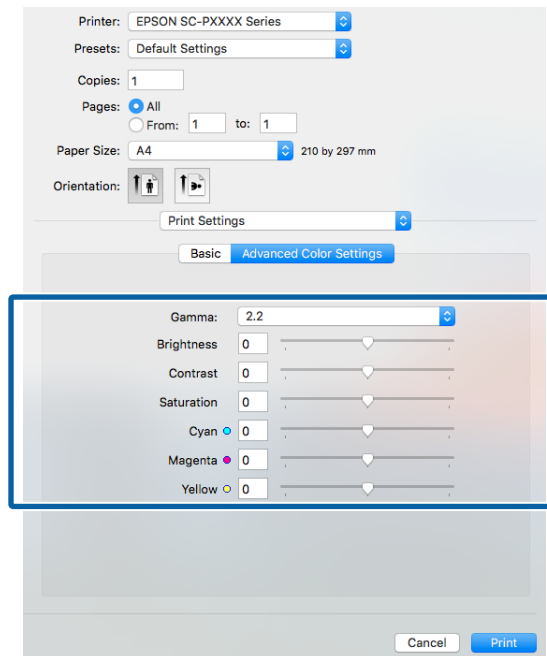 Printer: EPSON SC-PXXXX Series
Presets: Default Settings
Copies: 1
Pages: All
From: 1 to: 1
Paper Size: A4 210 by 297 mm
Orientation:
Print Settings
Basic Advanced Color Settings
Gamma: 2.2
Brightness 0
Contrast 0
Saturation 0
Cyan 0
Magenta 0
Yellow 0
Cancel Print